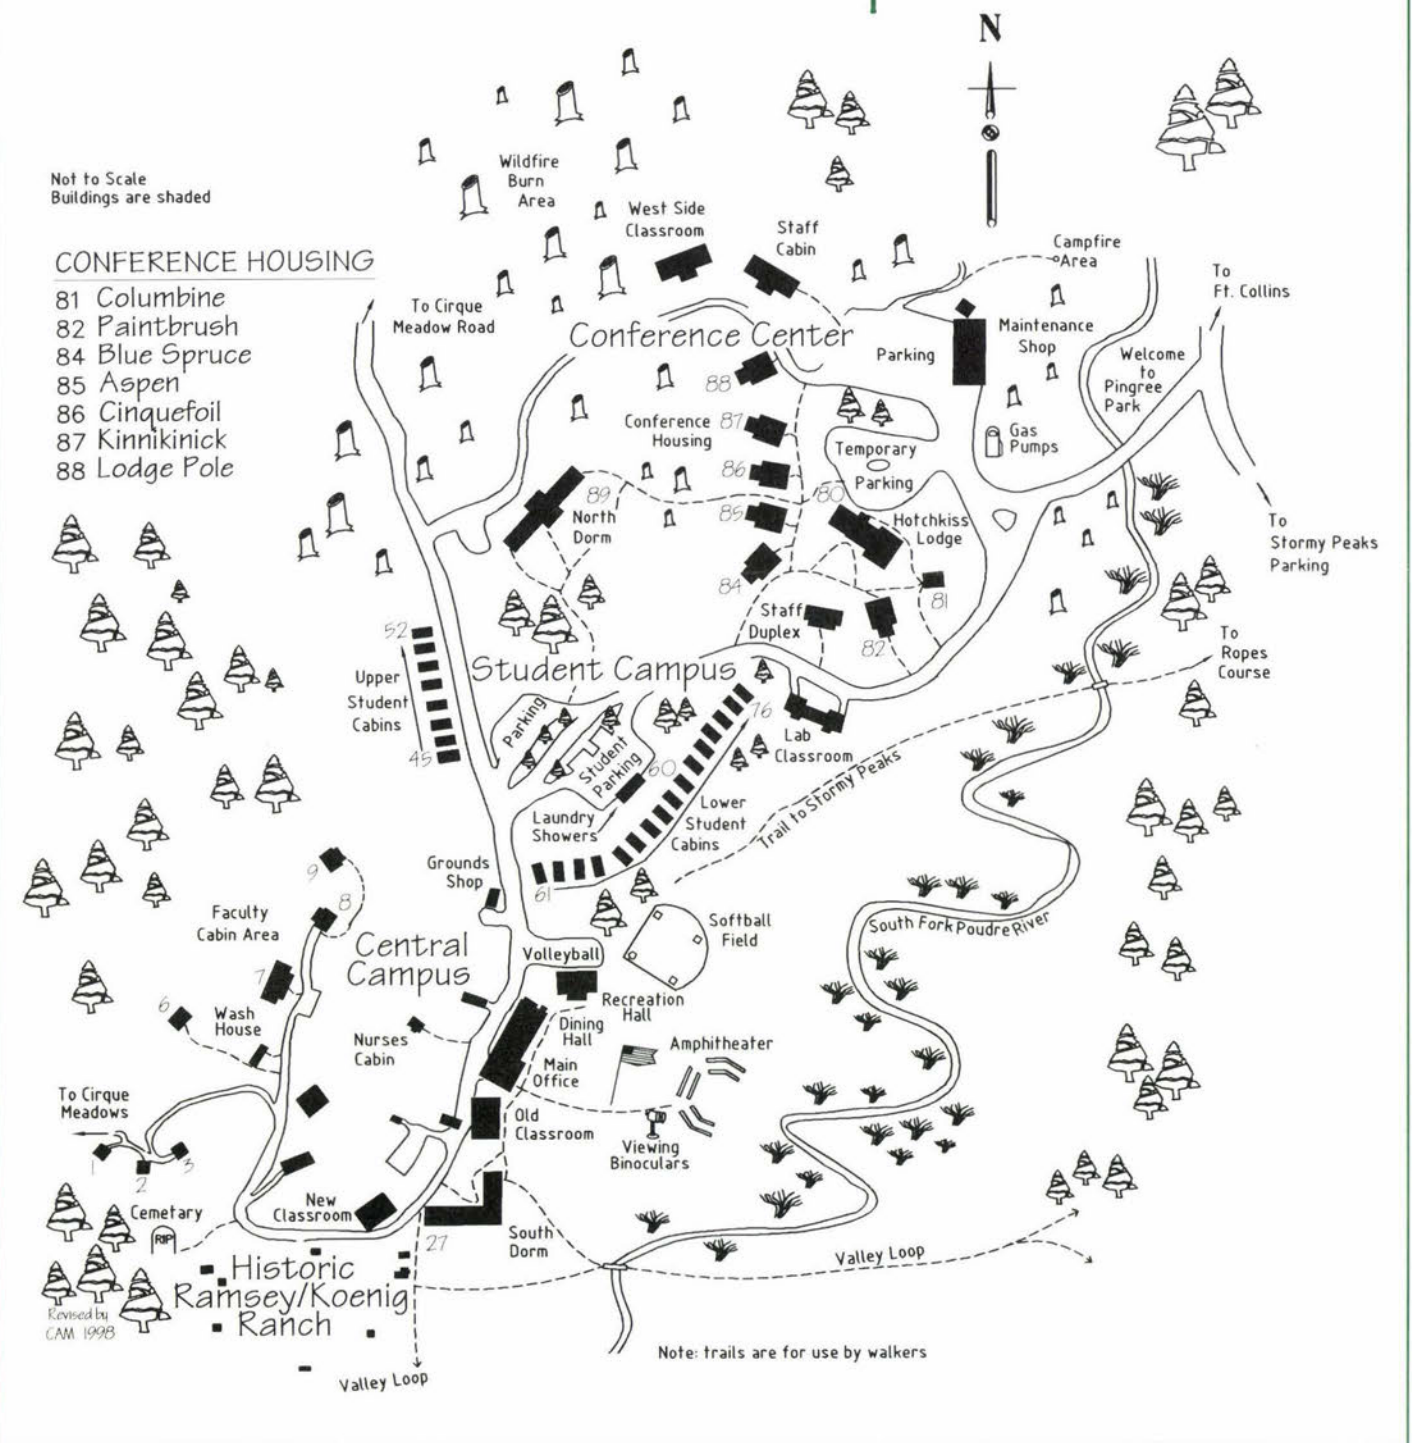 N
Not to Scale
Buildings are shaded
CONFERENCE HOUSING
81 Columbine
82 Paintbrush
84 Blue Spruce
85 Aspen
86 Cinquefoil
87 Kinnikinick
88 Lodge Pole
Wildfire
Burn
Area
West Side
Classroom
Staff
Cabin
Campfire
Area
To
Ft. Collins
To Cirque
Meadow Road
Conference Center
Parking
Maintenance
Shop
Welcome
to
Pingree
Park
88
Conference
Housing
87
86
85
84
Temporary
Parking
Gas
Pumps
80
Hotchkiss
Lodge
89
North
Dorm
To
Stormy Peaks
Parking
81
Staff
Duplex
82
52
Upper
Student
Cabins
45
Student Campus
To
Ropes
Course
Parking
Student
Parking
76
60
Lab
Classroom
Laundry
Showers
Lower
Student
Cabins
61
Trail to Stormy Peaks
Grounds
Shop
9
8
Faculty
Cabin Area
7
6
Wash
House
Central
Campus
Volleyball
Softball
Field
South Fork Poudre River
Recreation
Hall
Dining
Hall
Nurses
Cabin
Main
Office
Amphitheater
Old
Classroom
Viewing
Binoculars
To Cirque
Meadows
1
2
3
Cemetary
RIP
New
Classroom
27
South
Dorm
Valley Loop
Historic
Ramsey/Koenig
Ranch
Revised by
CAM 1998
Valley Loop
Note: trails are for use by walkers